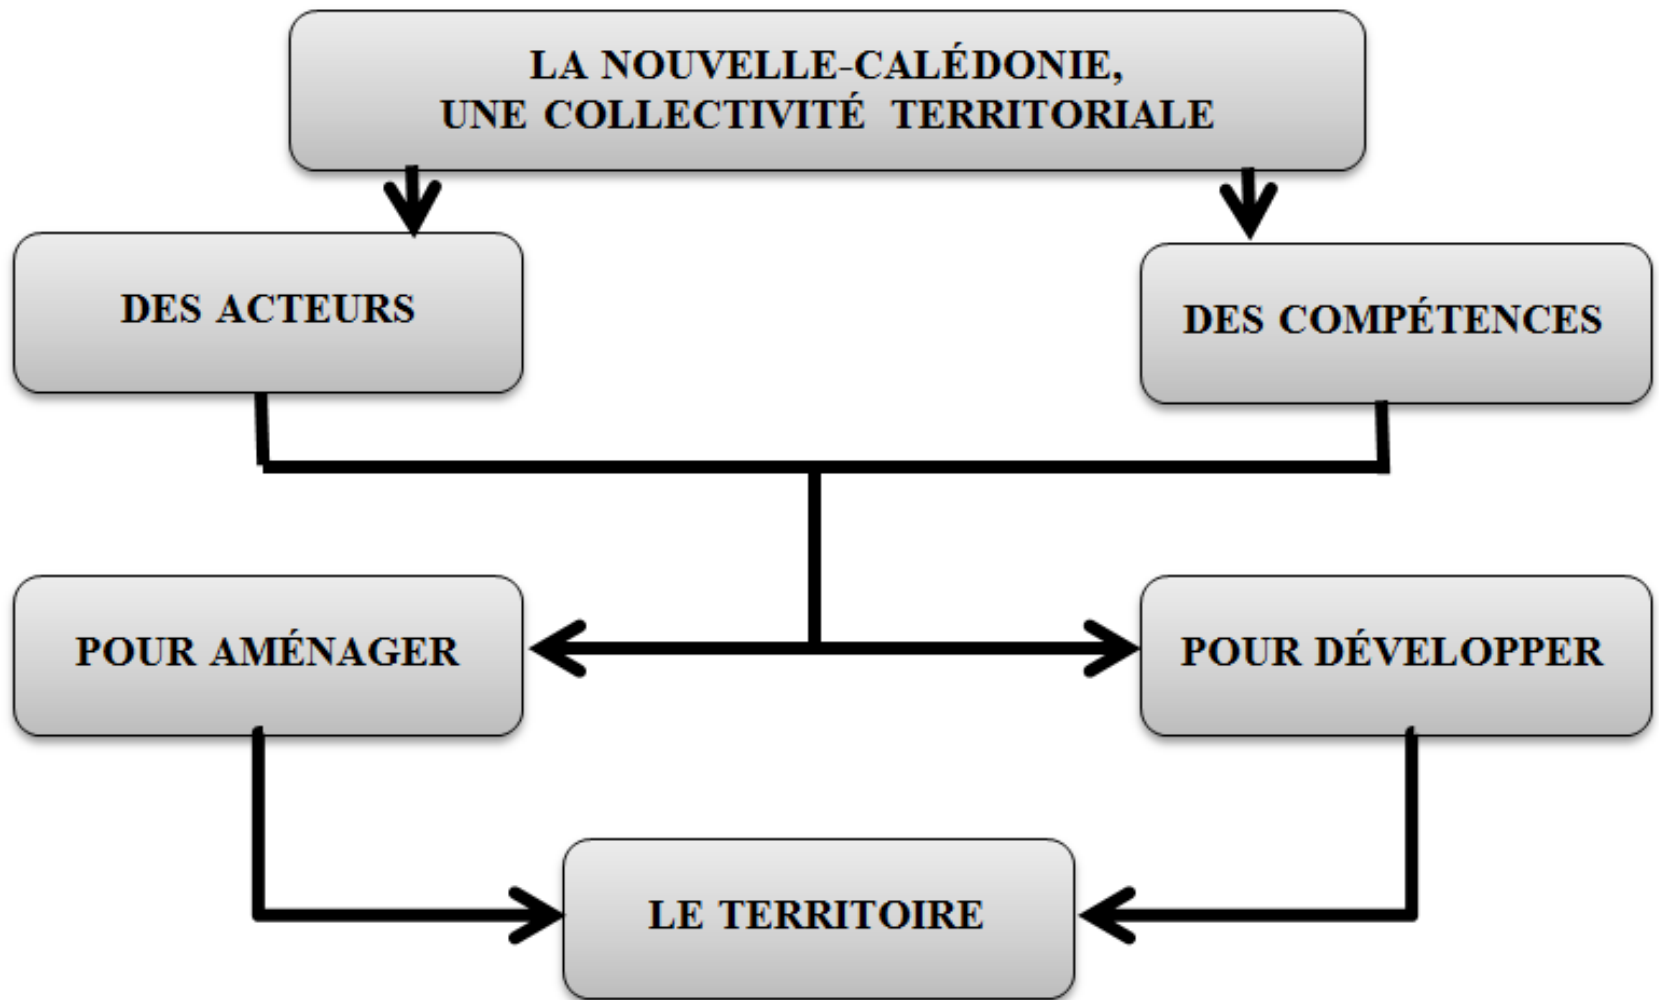 LA NOUVELLE-CALÉDONIE,
UNE COLLECTIVITÉ TERRITORIALE
DES ACTEURS
DES COMPÉTENCES
POUR AMÉNAGER
POUR DÉVELOPPER
LE TERRITOIRE